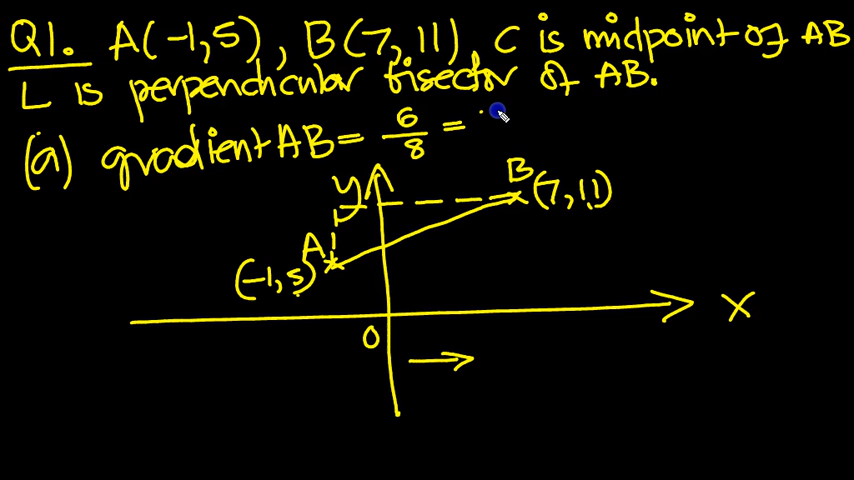 Q1. A(-1,5), B(7,11), C is midpoint of AB
L is perpendicular bisector of AB.
(a) gradient AB = 6/8 =
y
B(7,11)
A
(-1,5)
X
0